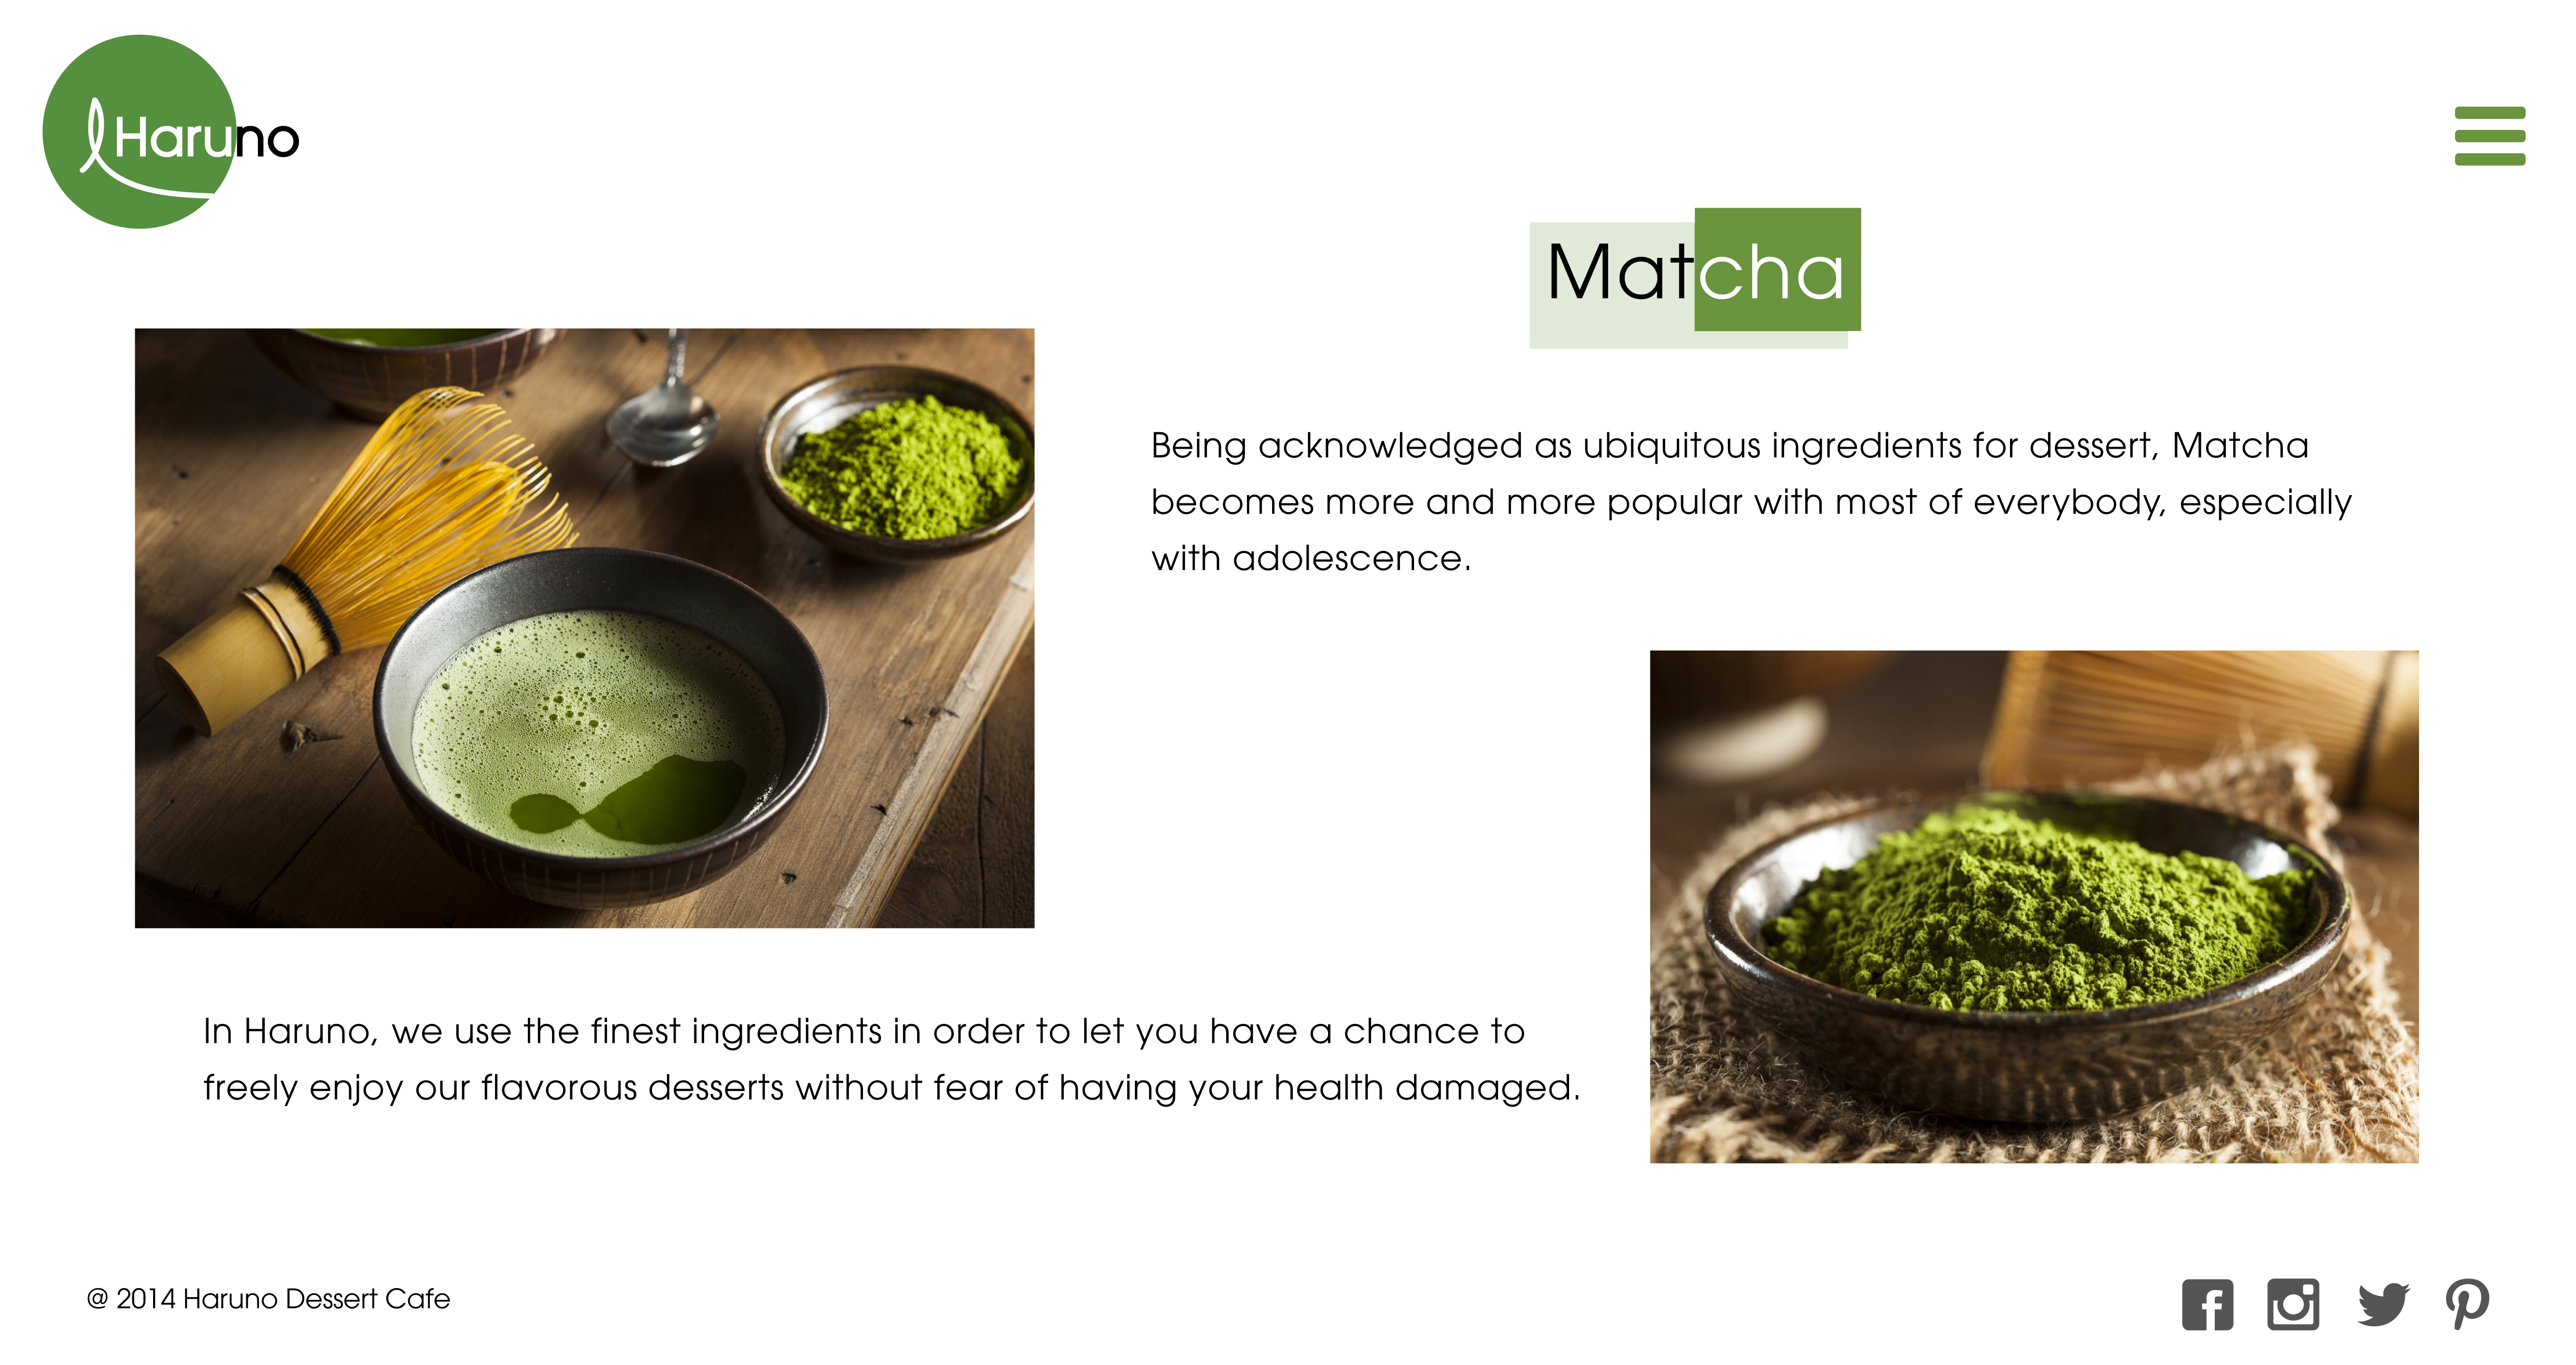 Haruno
Matcha
Being acknowledged as ubiquitous ingredients for dessert, Matcha
becomes more and more popular with most of everybody, especially
with adolescence.
In Haruno, we use the finest ingredients in order to let you have a chance to
freely enjoy our flavorous desserts without fear of having your health damaged.
@ 2014 Haruno Dessert Cafe